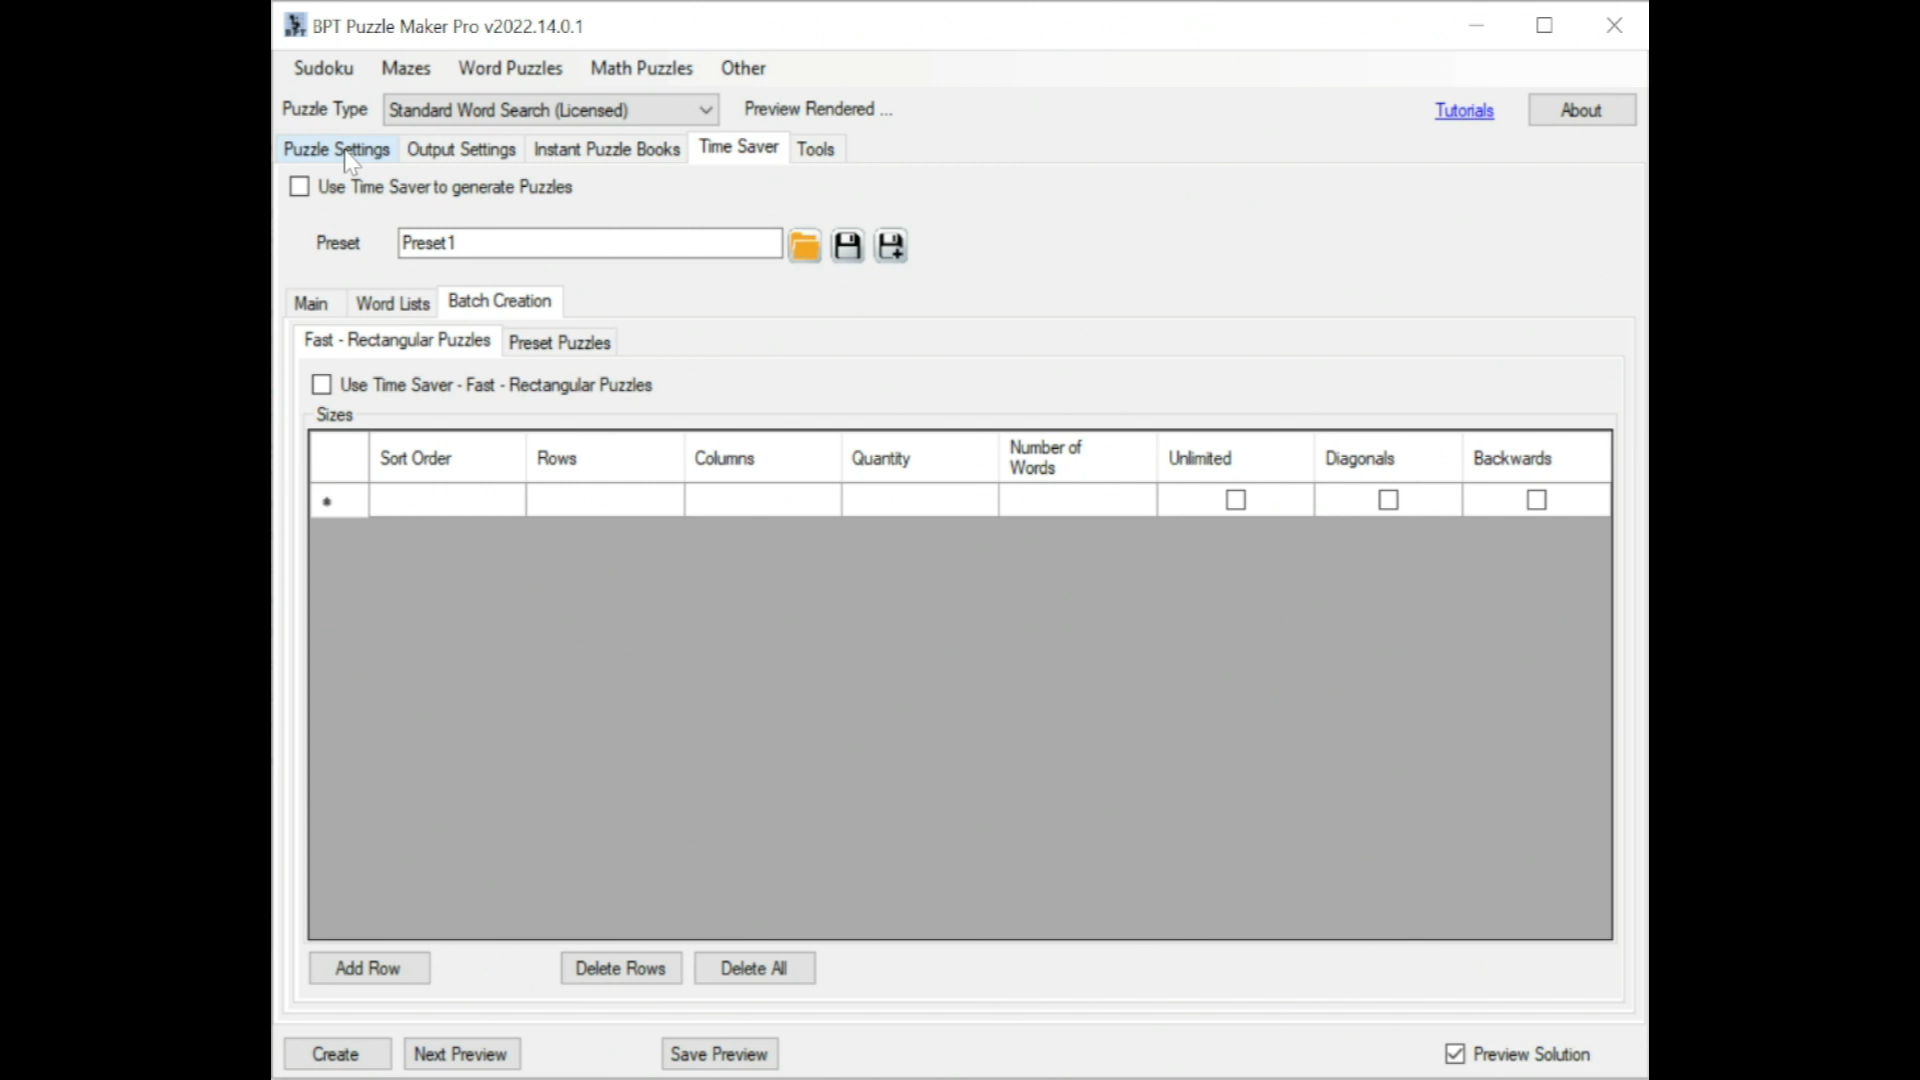 BPT Puzzle Maker Pro v2022.14.0.1
Sudoku Mazes Word Puzzles Math Puzzles Other
Puzzle Type Standard Word Search (Licensed) Preview Rendered ... Tutorials About
Puzzle Settings Output Settings Instant Puzzle Books Time Saver Tools
Use Time Saver to generate Puzzles
Preset Preset1
Main Word Lists Batch Creation
Fast - Rectangular Puzzles Preset Puzzles
Use Time Saver - Fast - Rectangular Puzzles
Sizes
Sort Order Rows Columns Quantity Number of Words Unlimited Diagonals Backwards
Add Row Delete Rows Delete All
Create Next Preview Save Preview Preview Solution